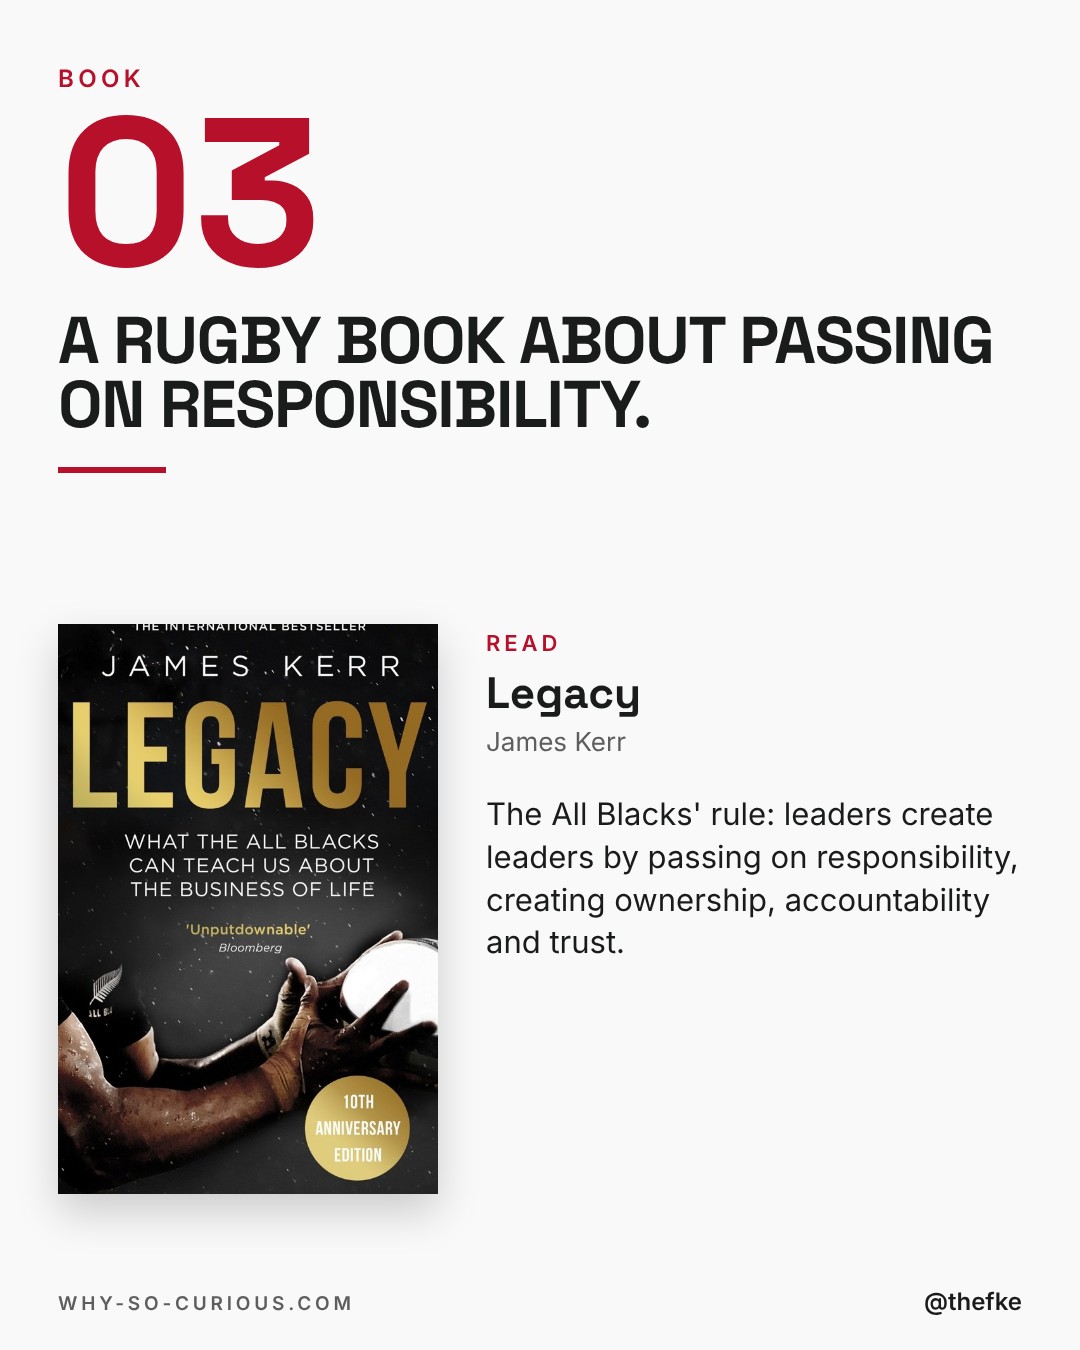 BOOK
03
A RUGBY BOOK ABOUT PASSING
ON RESPONSIBILITY.
THE INTERNATIONAL BESTSELLER
JAMES KERR
LEGACY
WHAT THE ALL BLACKS
CAN TEACH US ABOUT
THE BUSINESS OF LIFE
'Unputdownable'
Bloomberg
ALL BL
10TH
ANNIVERSARY
EDITION
READ
Legacy
James Kerr
The All Blacks' rule: leaders create
leaders by passing on responsibility,
creating ownership, accountability
and trust.
WHY-SO-CURIOUS.COM
@thefke